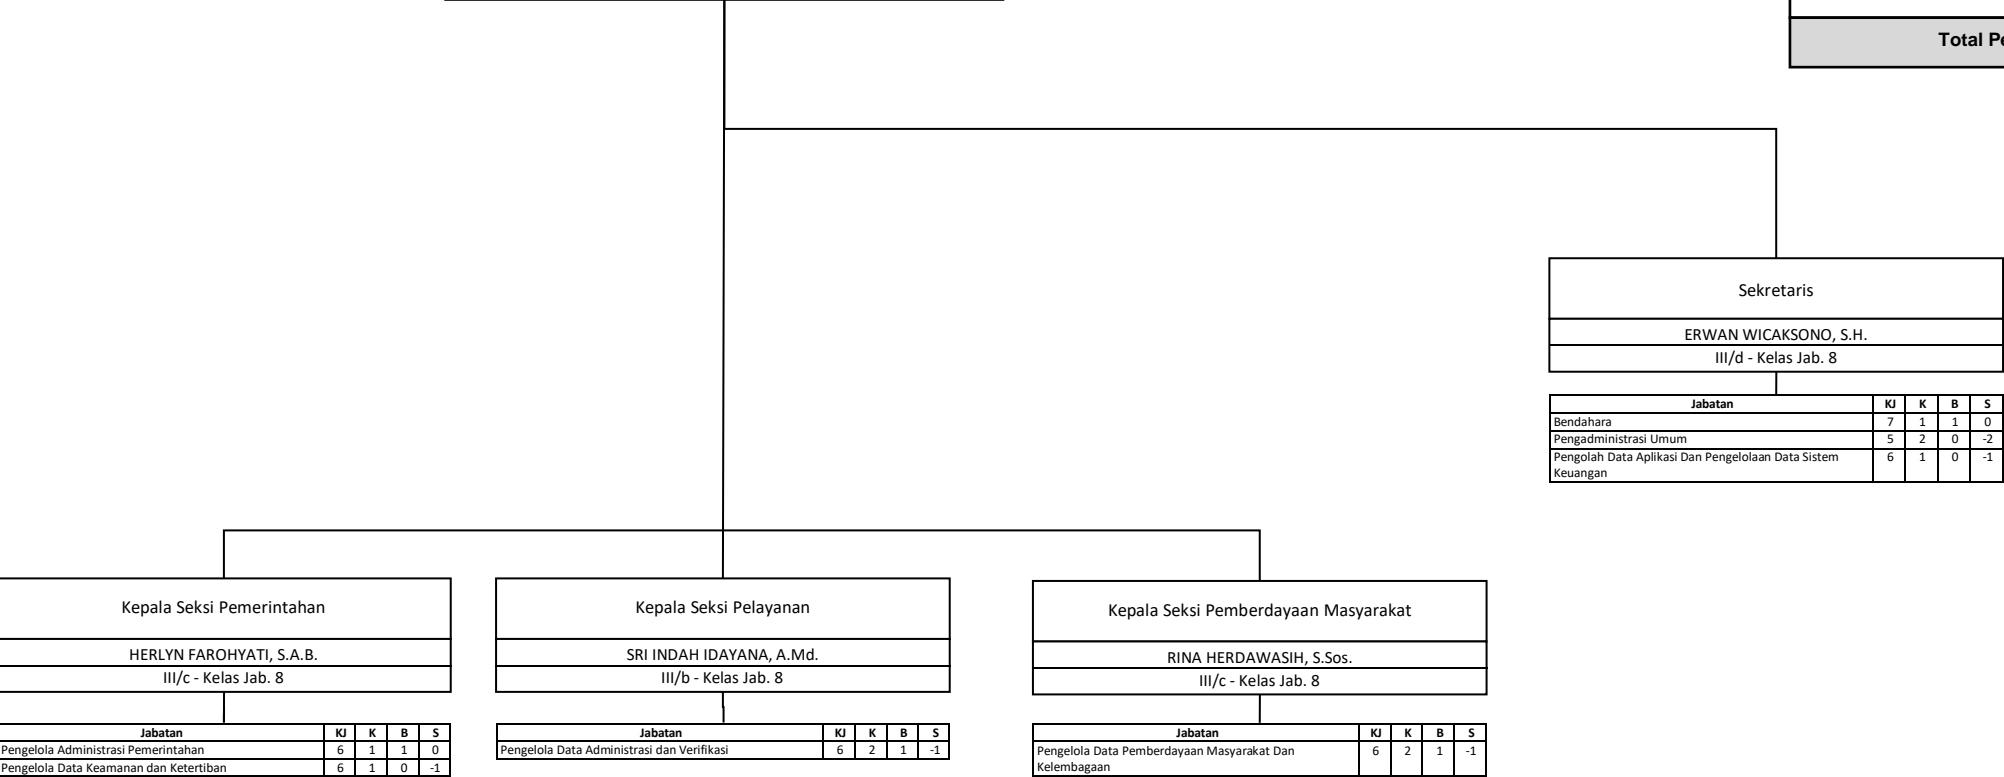 Total Pe
Sekretaris
ERWAN WICAKSONO, S.H.
III/d - Kelas Jab. 8
Jabatan KJ K B S
Bendahara 7 1 1 0
Pengadministrasi Umum 5 2 0 -2
Pengolah Data Aplikasi Dan Pengelolaan Data Sistem 6 1 0 -1
Keuangan
Kepala Seksi Pemerintahan
HERLYN FAROHYATI, S.A.B.
III/c - Kelas Jab. 8
Jabatan KJ K B S
Pengelola Administrasi Pemerintahan 6 1 1 0
Pengelola Data Keamanan dan Ketertiban 6 1 0 -1
Kepala Seksi Pelayanan
SRI INDAH IDAYANA, A.Md.
III/b - Kelas Jab. 8
Jabatan KJ K B S
Pengelola Data Administrasi dan Verifikasi 6 2 1 -1
Kepala Seksi Pemberdayaan Masyarakat
RINA HERDAWASIH, S.Sos.
III/c - Kelas Jab. 8
Jabatan KJ K B S
Pengelola Data Pemberdayaan Masyarakat Dan 6 2 1 -1
Kelembagaan